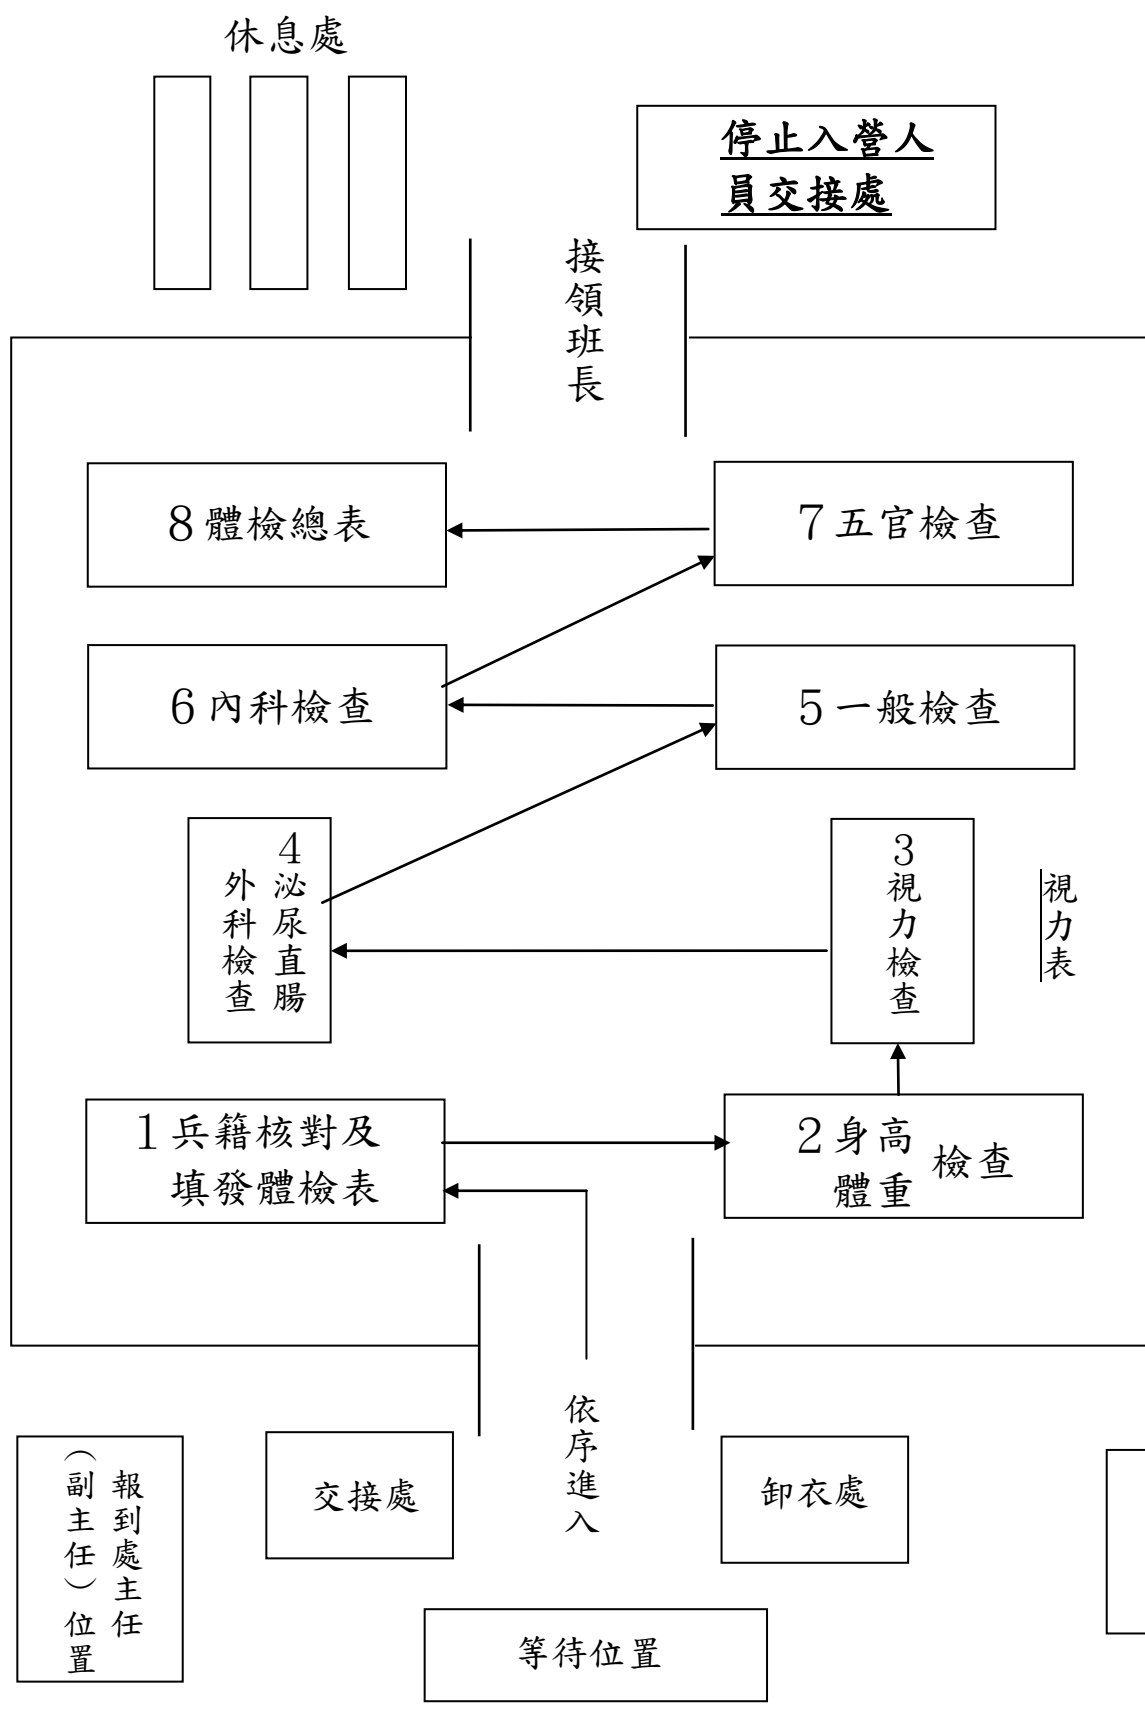 休息處
停止入營人
員交接處
接領班長
8體檢總表
7五官檢查
6內科檢查
5一般檢查
4泌尿直腸
外科檢查
3視力檢查
視力表
1兵籍核對及
填發體檢表
2身高
體重
檢查
依序進入
報到處主任
（副主任）位置
交接處
卸衣處
等待位置